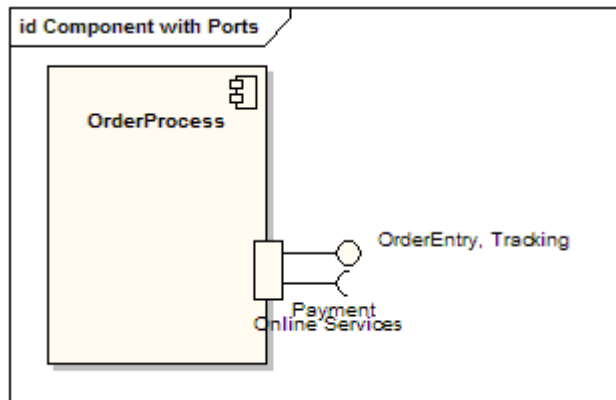 id Component with Ports
OrderProcess
OrderEntry, Tracking
Payment
Online Services